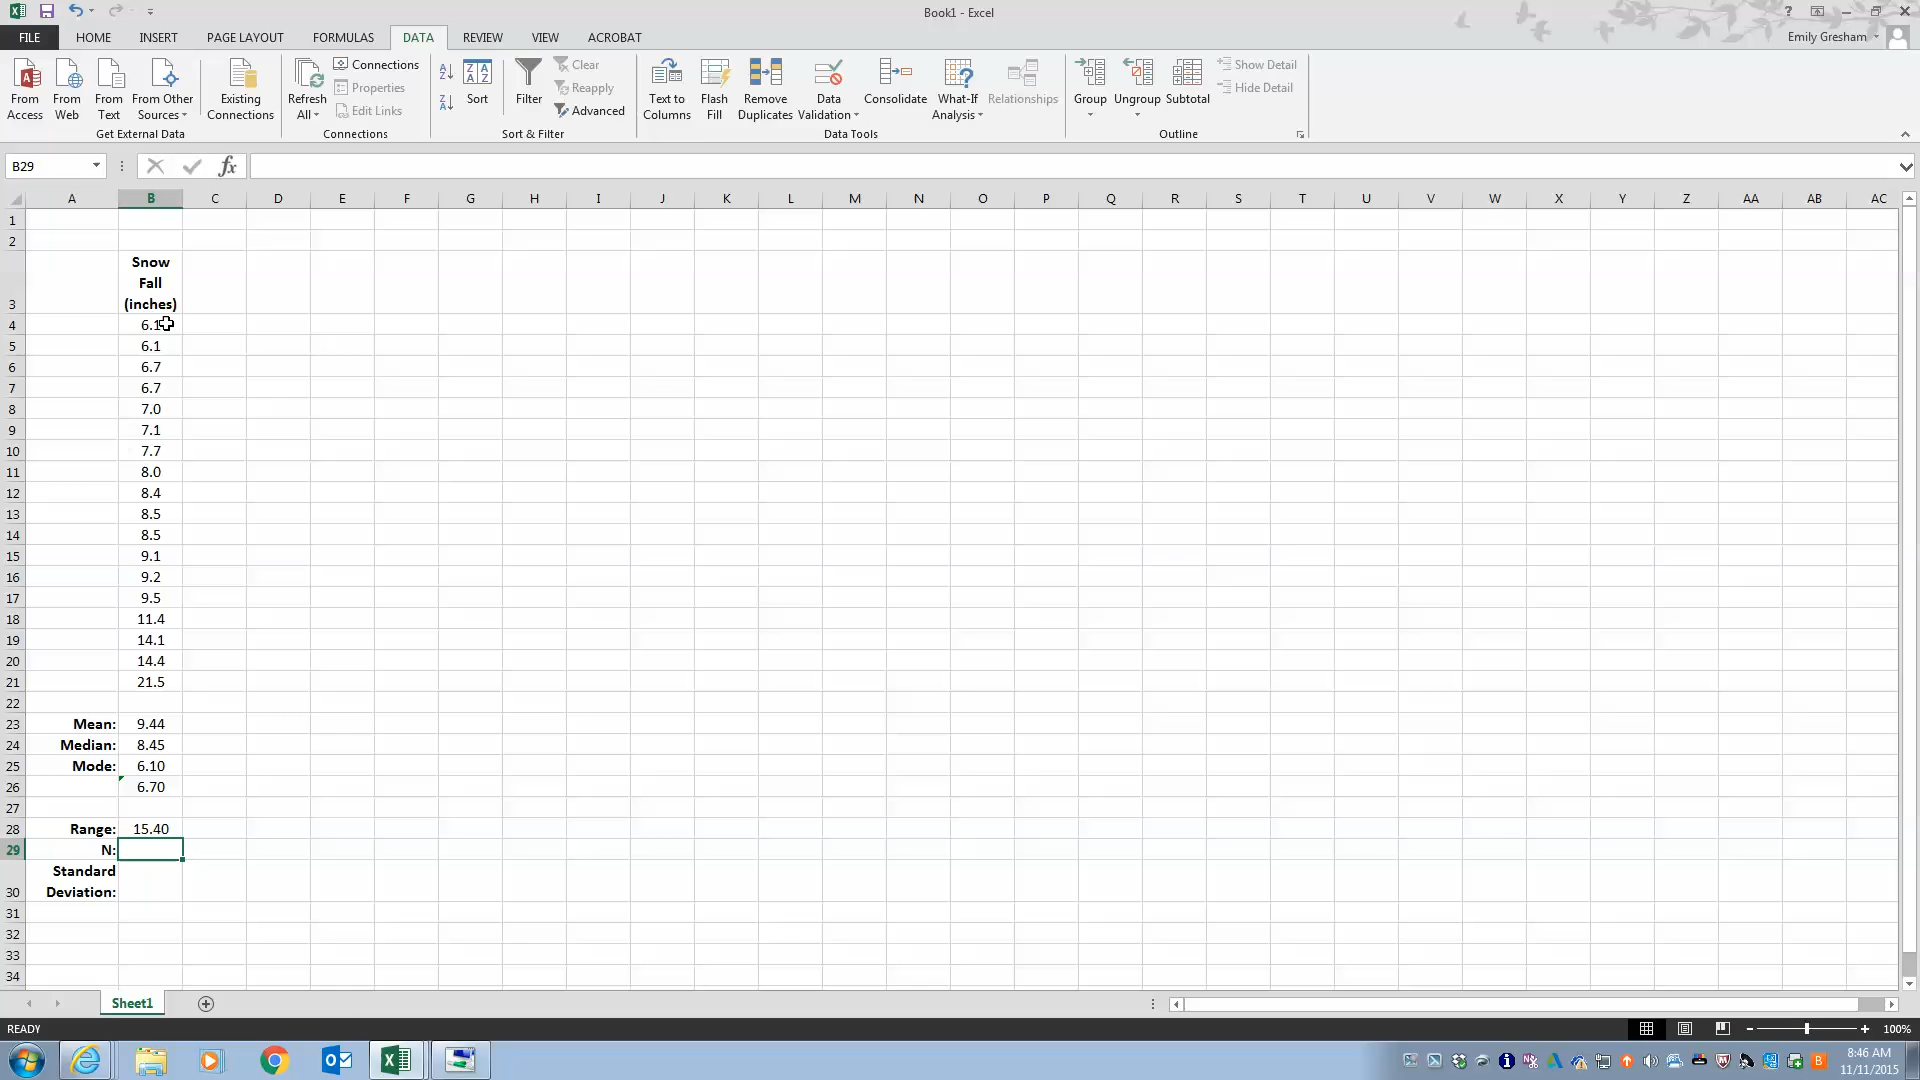 Book1 - Excel
FILE HOME INSERT PAGE LAYOUT FORMULAS DATA REVIEW VIEW ACROBAT
Emily Gresham
From Access
From Web
From Text
From Other Sources
Existing Connections
Get External Data
Refresh All
Connections
Properties
Edit Links
Connections
Sort
Filter
Clear
Reapply
Advanced
Sort & Filter
Text to Columns
Flash Fill
Remove Duplicates
Data Validation
Consolidate
What-If Analysis
Relationships
Data Tools
Group
Ungroup
Subtotal
Show Detail
Hide Detail
Outline
B29
fx
A B C D E F G H I J K L M N O P Q R S T U V W X Y Z AA AB AC
1
2
Snow
Fall
3 (inches)
4 6.1
5 6.1
6 6.7
7 6.7
8 7.0
9 7.1
10 7.7
11 8.0
12 8.4
13 8.5
14 8.5
15 9.1
16 9.2
17 9.5
18 11.4
19 14.1
20 14.4
21 21.5
22
23 Mean: 9.44
24 Median: 8.45
25 Mode: 6.10
26 6.70
27
28 Range: 15.40
29 N:
Standard
30 Deviation:
31
32
33
34
Sheet1
READY
100%
8:46 AM
11/11/2015